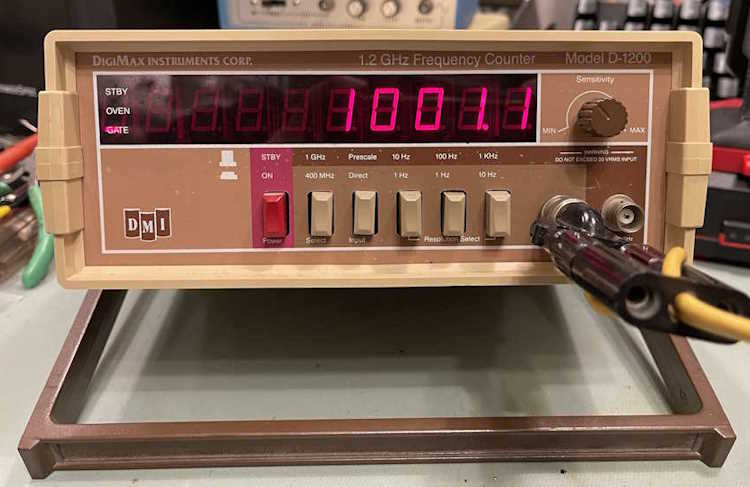 DIGIMAX INSTRUMENTS CORP. 1.2 GHz Frequency Counter Model D-1200
STBY
OVEN
GATE
1001.1
Sensitivity
MIN MAX
WARNING
DO NOT EXCEED 20 VRMS INPUT
STBY 1 GHz Prescale 10 Hz 100 Hz 1 KHz
ON 400 MHz Direct 1 Hz 1 Hz 10 Hz
Power Select Input Resolution Select
DMI